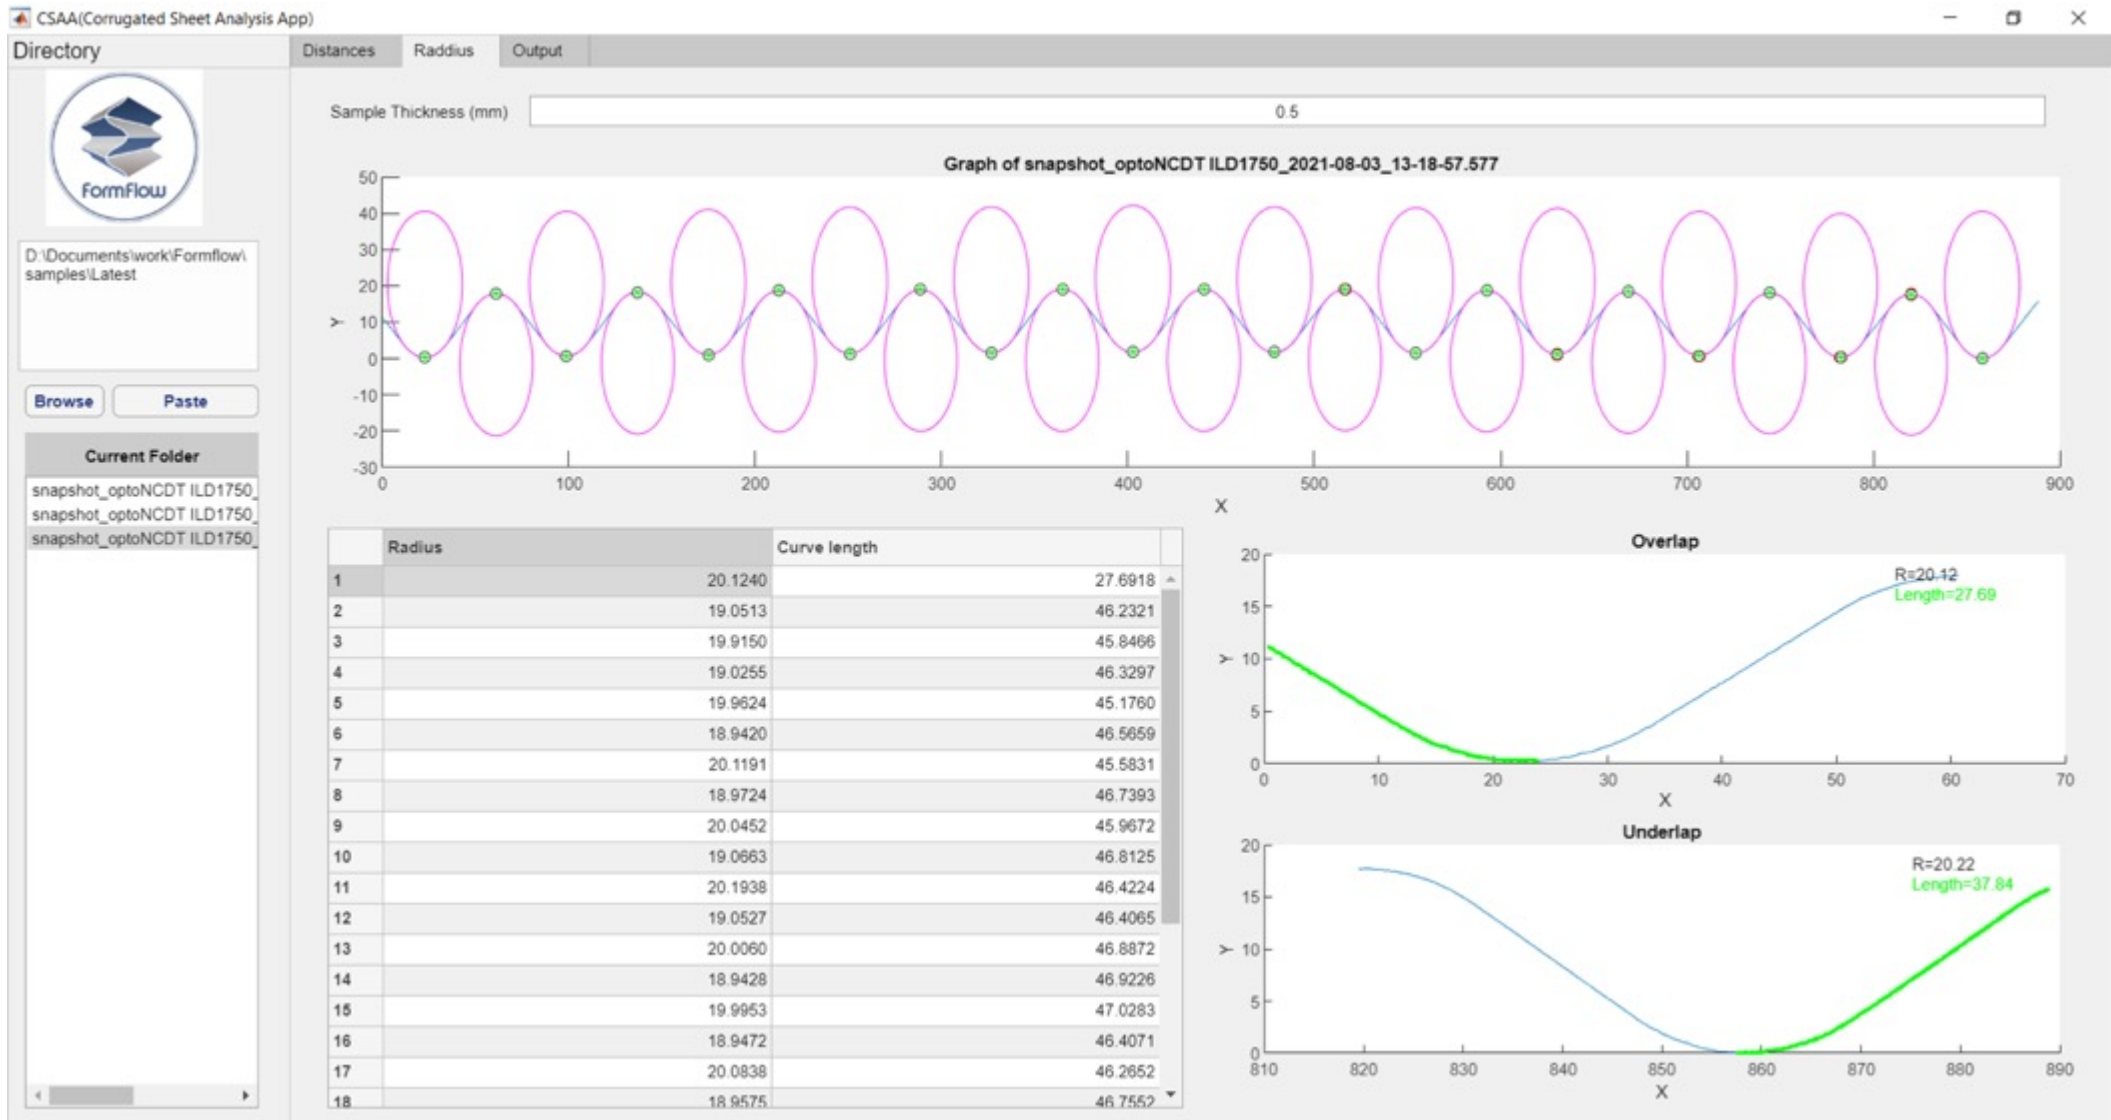 CSAA(Corrugated Sheet Analysis App)
Directory
Distances Raddius Output
FormFlow
D:\Documents\work\Formflow\
samples\Latest
Browse Paste
Current Folder
snapshot_optoNCDT ILD1750_
snapshot_optoNCDT ILD1750_
snapshot_optoNCDT ILD1750_
Sample Thickness (mm) 0.5
Graph of snapshot_optoNCDT ILD1750_2021-08-03_13-18-57.577
50
40
30
20
10
0
-10
-20
-30
Y
0 100 200 300 400 500 600 700 800 900
X
Radius Curve length
1 20.1240 27.6918
2 19.0513 46.2321
3 19.9150 45.8466
4 19.0255 46.3297
5 19.9624 45.1760
6 18.9420 46.5659
7 20.1191 45.5831
8 18.9724 46.7393
9 20.0452 45.9672
10 19.0663 46.8125
11 20.1938 46.4224
12 19.0527 46.4065
13 20.0060 46.8872
14 18.9428 46.9226
15 19.9953 47.0283
16 18.9472 46.4071
17 20.0838 46.2652
18 18.9575 46.7552
Overlap
R=20.12
Length=27.69
20
15
10
5
0
Y
0 10 20 30 40 50 60 70
X
Underlap
R=20.22
Length=37.84
20
15
10
5
0
Y
810 820 830 840 850 860 870 880 890
X